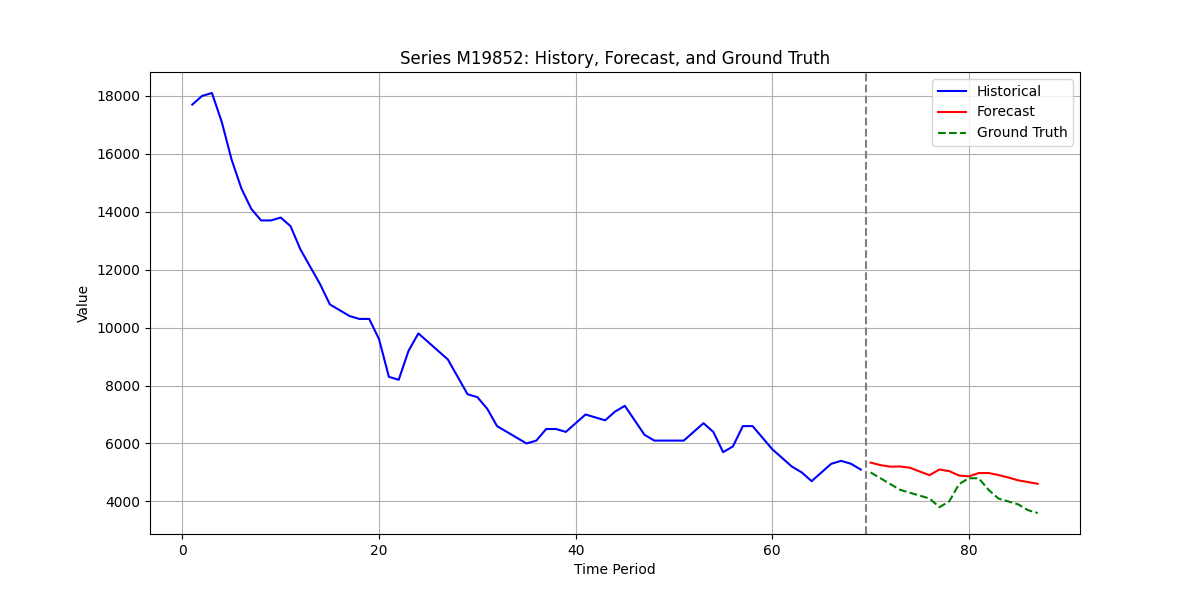 Series M19852: History, Forecast, and Ground Truth
Historical
Forecast
Ground Truth
18000
16000
14000
12000
10000
8000
6000
4000
Value
0
20
40
60
80
Time Period